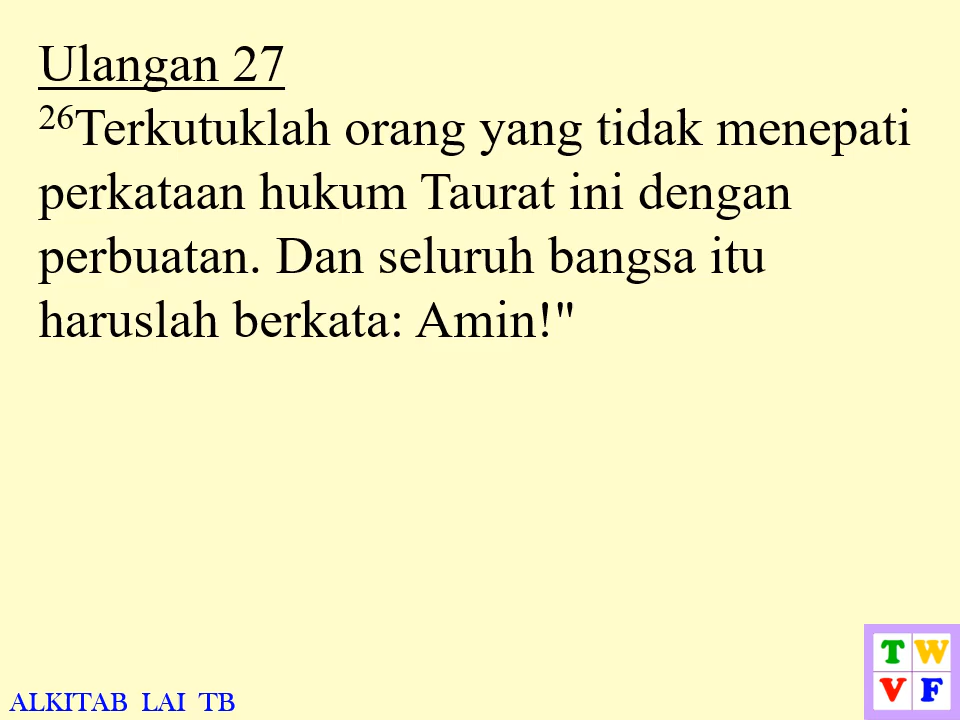 Ulangan 27
26Terkutuklah orang yang tidak menepati
perkataan hukum Taurat ini dengan
perbuatan. Dan seluruh bangsa itu
haruslah berkata: Amin!"
ALKITAB LAI TB
T W
V F